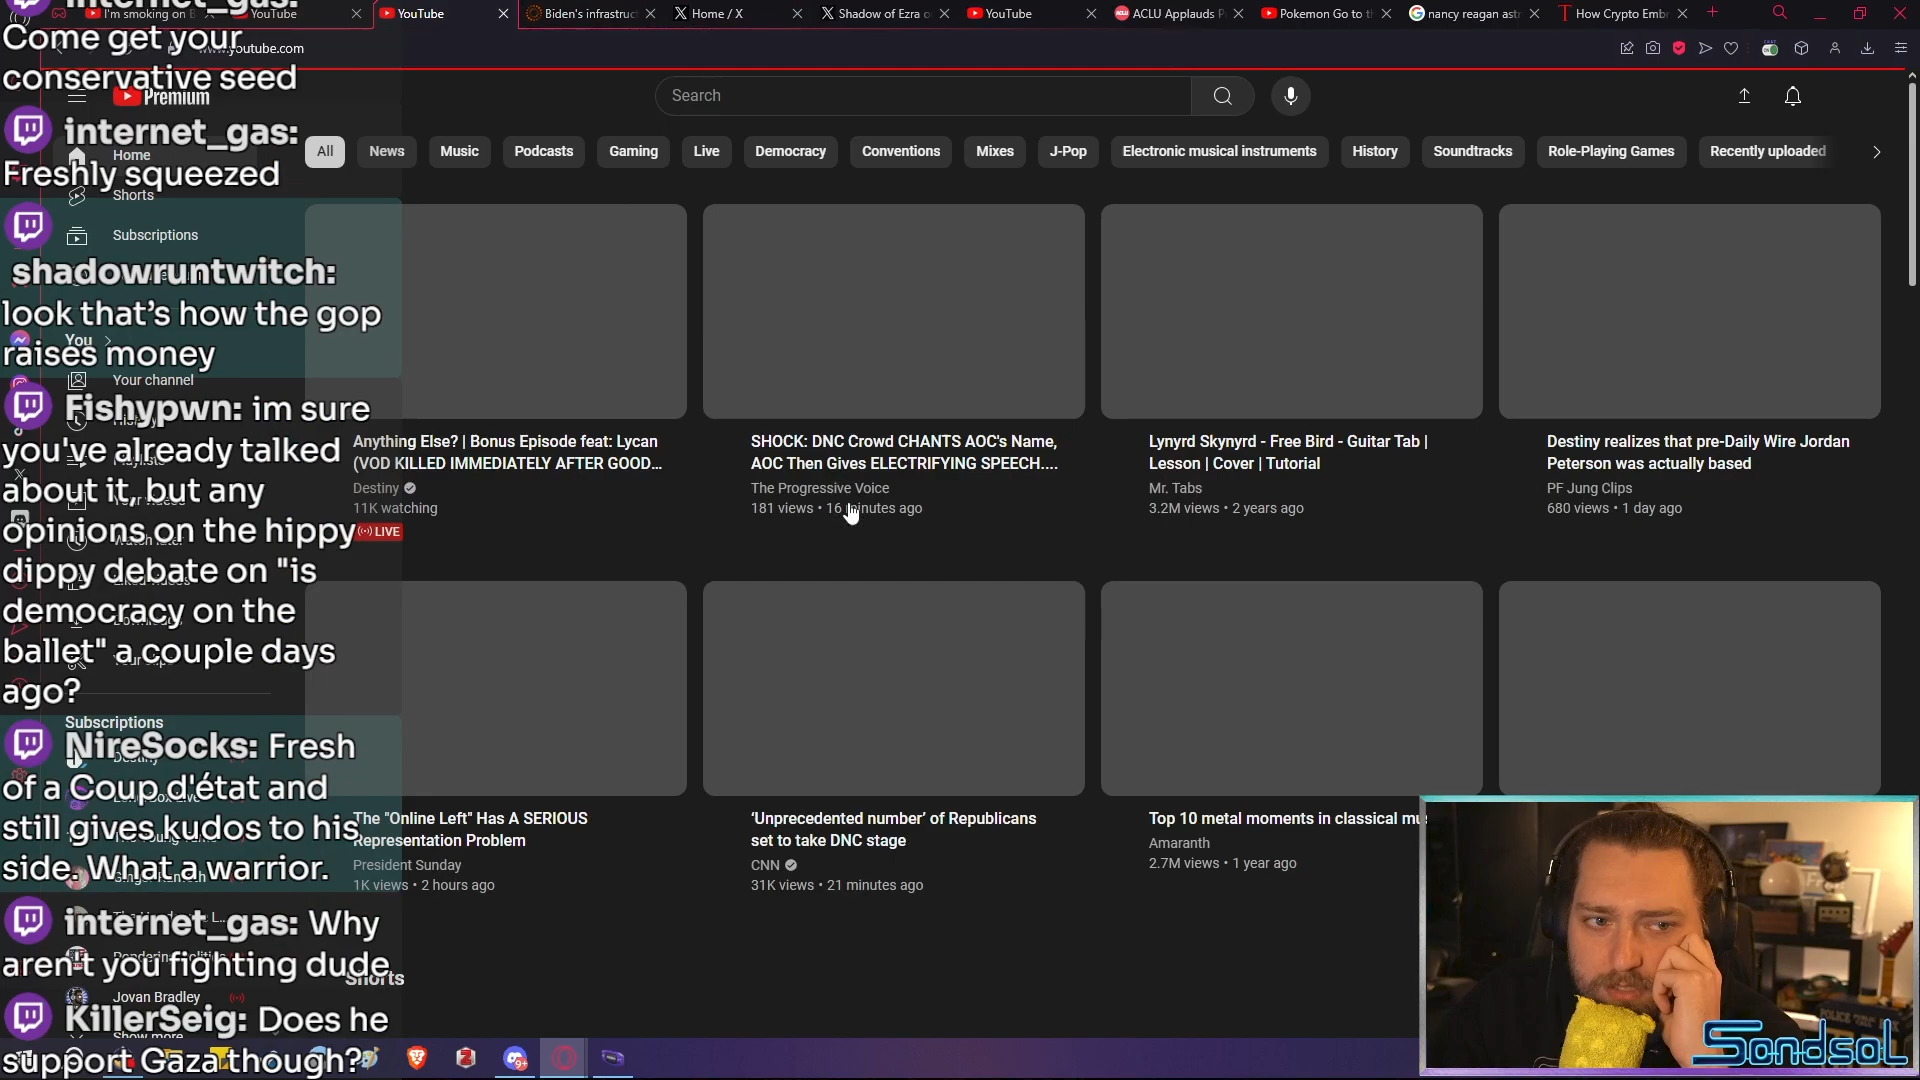 I'm smoking on B
YouTube
YouTube
Biden's infrastruct
Home / X
Shadow of Ezra o
YouTube
ACLU Applauds P
Pokemon Go to t
nancy reagan ast
How Crypto Emb
www.youtube.com
internet_gas:
Come get your
conservative seed
internet_gas:
Freshly squeezed
shadowruntwitch:
look that's how the gop
raises money
Fishypwn: im sure
you've already talked
about it, but any
opinions on the hippy
dippy debate on "is
democracy on the
ballet" a couple days
ago?
NireSocks: Fresh
of a Coup d'état and
still gives kudos to his
side. What a warrior.
internet_gas: Why
aren't you fighting dude
KillerSeig: Does he
support Gaza though?
Premium
Search
Home
Shorts
Subscriptions
You
Your channel
Subscriptions
Destiny
Jovan Bradley
Show more
All
News
Music
Podcasts
Gaming
Live
Democracy
Conventions
Mixes
J-Pop
Electronic musical instruments
History
Soundtracks
Role-Playing Games
Recently uploaded
Anything Else? | Bonus Episode feat: Lycan
(VOD KILLED IMMEDIATELY AFTER GOOD...
Destiny
11K watching
LIVE
SHOCK: DNC Crowd CHANTS AOC's Name,
AOC Then Gives ELECTRIFYING SPEECH....
The Progressive Voice
181 views • 16 minutes ago
Lynyrd Skynyrd - Free Bird - Guitar Tab |
Lesson | Cover | Tutorial
Mr. Tabs
3.2M views • 2 years ago
Destiny realizes that pre-Daily Wire Jordan
Peterson was actually based
PF Jung Clips
680 views • 1 day ago
The "Online Left" Has A SERIOUS
Representation Problem
President Sunday
1K views • 2 hours ago
'Unprecedented number' of Republicans
set to take DNC stage
CNN
31K views • 21 minutes ago
Top 10 metal moments in classical mu
Amaranth
2.7M views • 1 year ago
Shorts
Sondsol